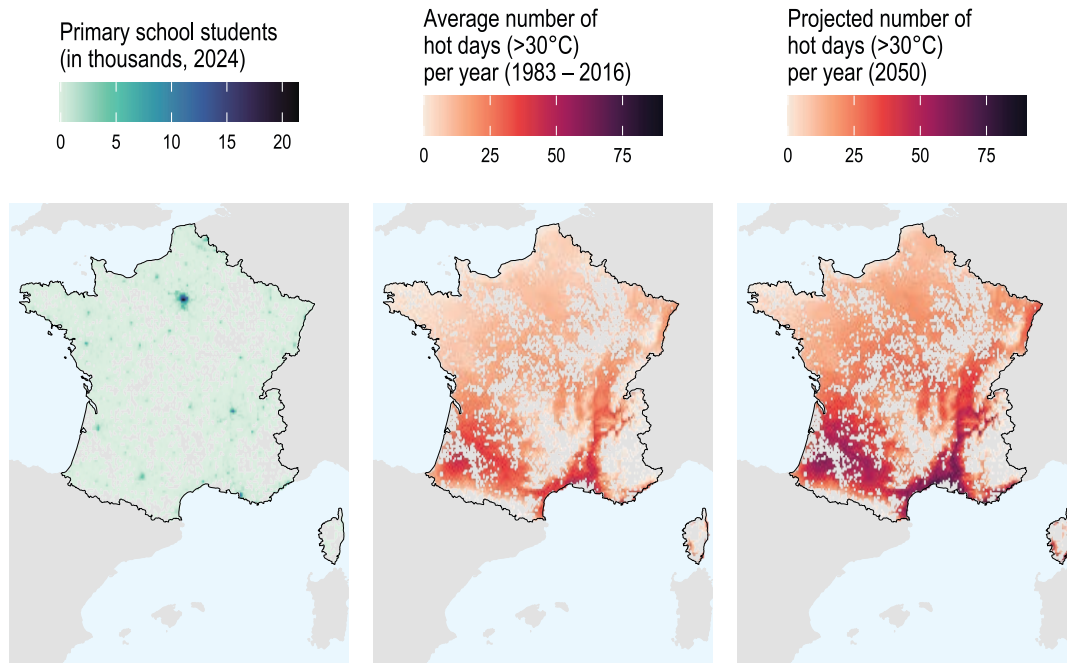 Primary school students
(in thousands, 2024)
0 5 10 15 20
Average number of
hot days (>30°C)
per year (1983 – 2016)
0 25 50 75
Projected number of
hot days (>30°C)
per year (2050)
0 25 50 75